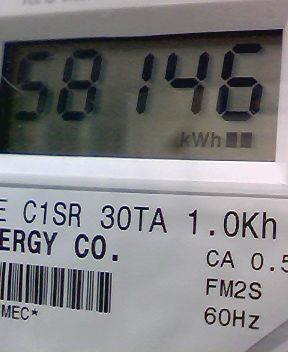 58146
kWh
E C1SR 30TA 1.0Kh
ERGY CO.
CA 0.5
FM2S
60Hz
MEC*